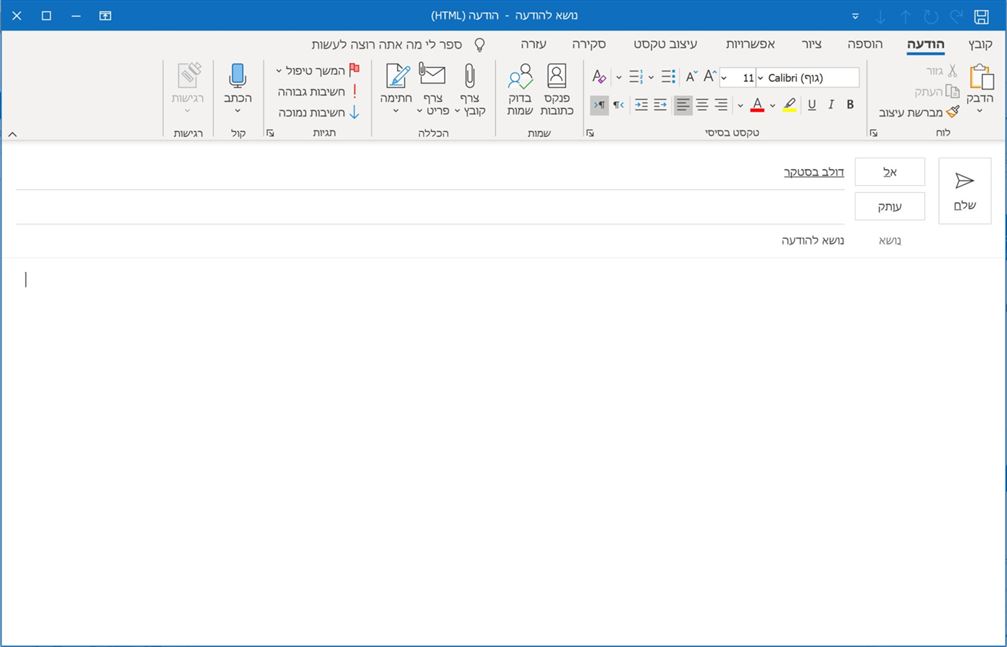 נושא להודעה - הודעה (HTML)
קובץ הודעה הוספה ציור אפשרויות עיצוב טקסט סקירה עזרה ספר לי מה אתה רוצה לעשות
הדבק
גזור
העתק
מברשת עיצוב
לוח
Calibri (גוף) 11
B I U A
טקסט בסיסי
פנקס כתובות
בדוק שמות
שמות
צרף קובץ
צרף פריט
חתימה
הכללה
המשך טיפול
חשיבות גבוהה
חשיבות נמוכה
תגיות
הכתב
קול
רגישות
רגישות
שלח
אל דולב בסטקר
עותק
נושא נושא להודעה